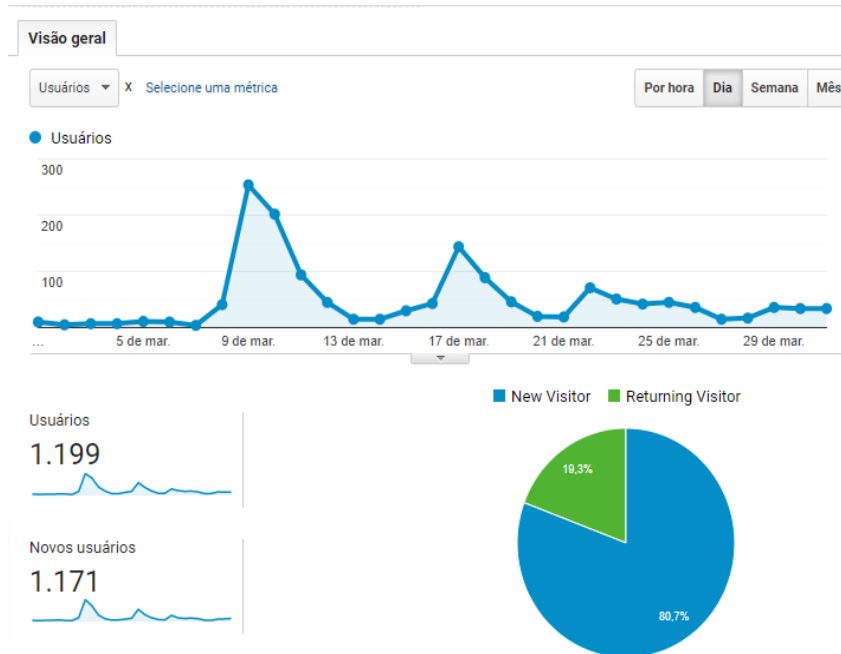 Visão geral
Usuários X Selecione uma métrica
Por hora Dia Semana Mês
Usuários
300
200
100
... 5 de mar. 9 de mar. 13 de mar. 17 de mar. 21 de mar. 25 de mar. 29 de mar.
New Visitor Returning Visitor
Usuários
1.199
19,3%
Novos usuários
1.171
80,7%